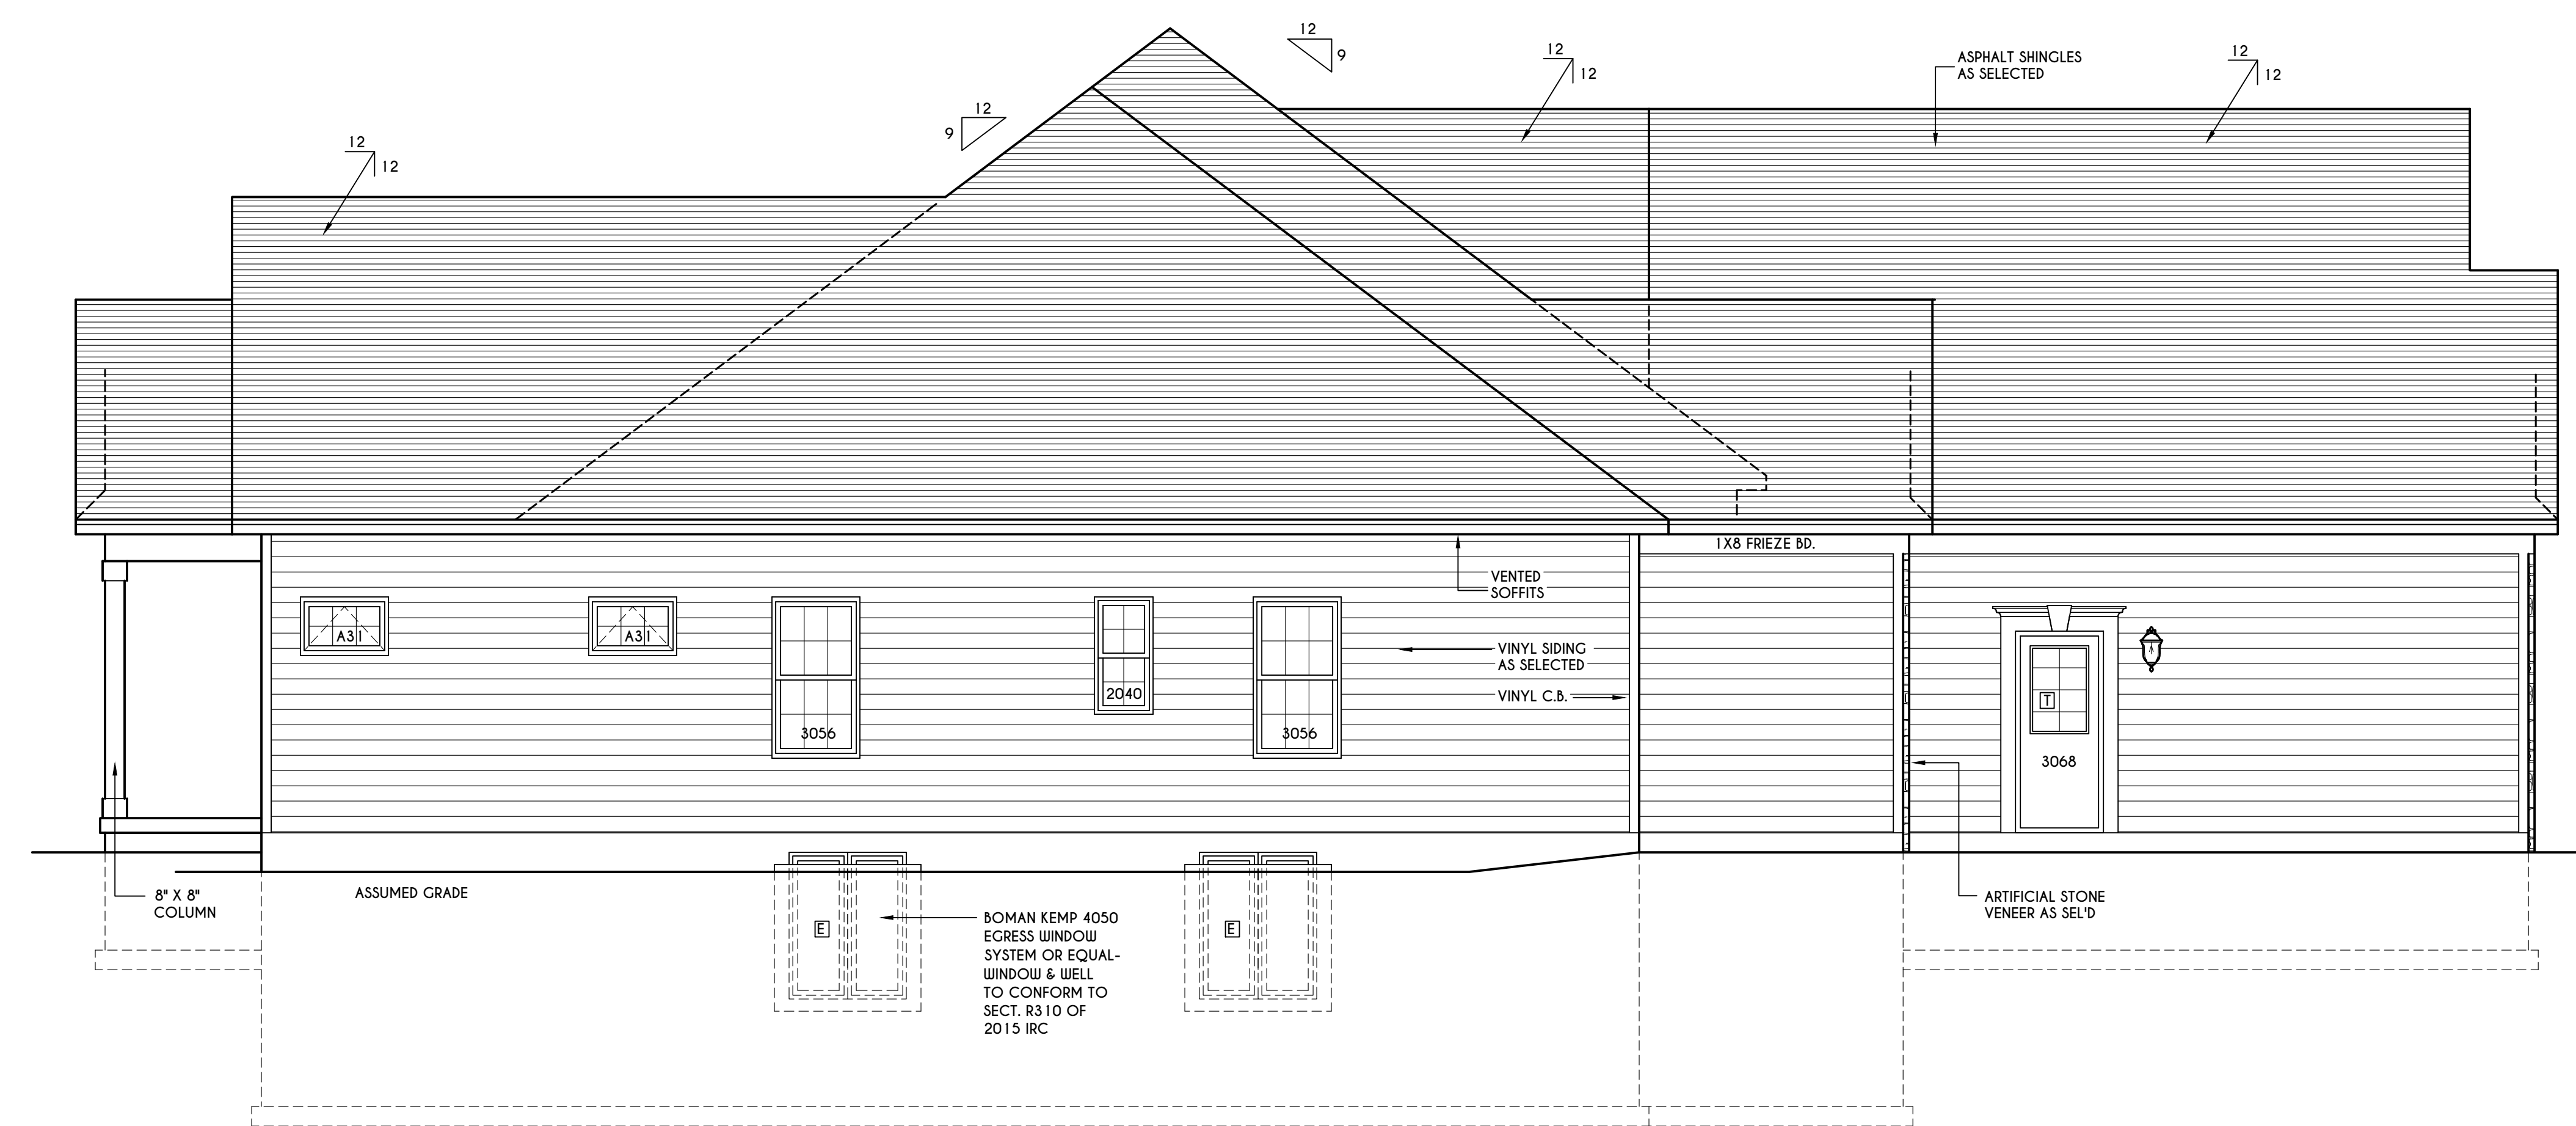 12
9
12
12
ASPHALT SHINGLES
AS SELECTED
12
12
12
9
12
12
1X8 FRIEZE BD.
VENTED
SOFFITS
A31
A31
VINYL SIDING
AS SELECTED
2040
VINYL C.B.
T
3056
3056
3068
8" X 8"
COLUMN
ASSUMED GRADE
ARTIFICIAL STONE
VENEER AS SEL'D
E
E
BOMAN KEMP 4050
EGRESS WINDOW
SYSTEM OR EQUAL-
WINDOW & WELL
TO CONFORM TO
SECT. R310 OF
2015 IRC